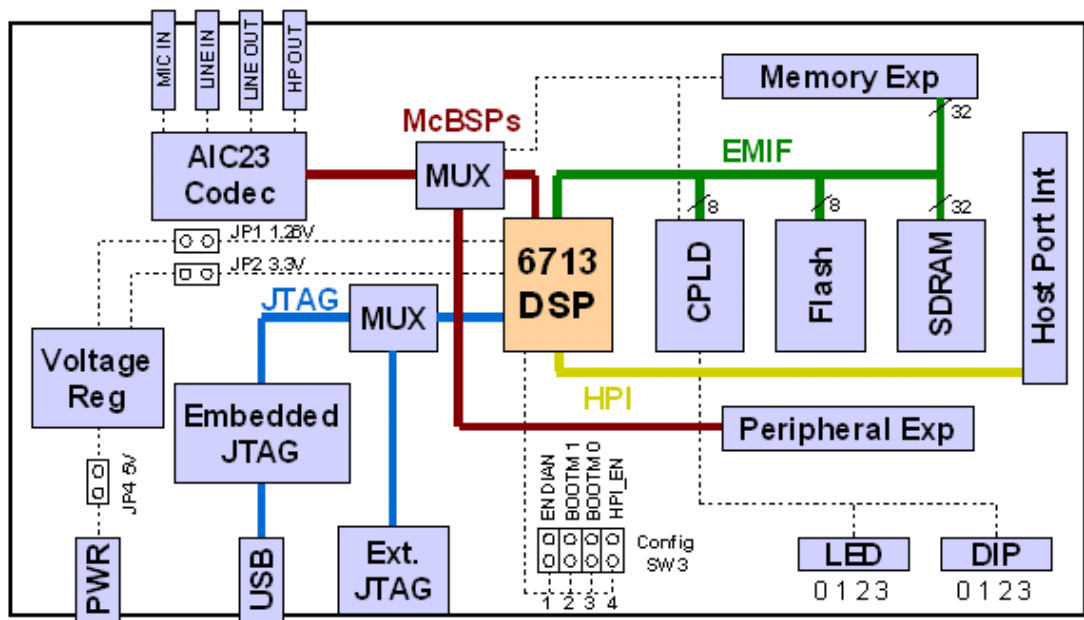 MIC IN
LINE IN
LINE OUT
HP OUT
AIC23
Codec
McBSPs
MUX
Memory Exp
32
EMIF
8
8
32
Host Port Int
JP1 1.26V
JP2 3.3V
6713
DSP
CPLD
Flash
SDRAM
JTAG
MUX
Voltage
Reg
HPI
Embedded
JTAG
Peripheral Exp
JP4 5V
ENDIAN
BOOTM 1
BOOTM 0
HPI_EN
Config
SW3
1 2 3 4
PWR
USB
Ext.
JTAG
LED
0 1 2 3
DIP
0 1 2 3